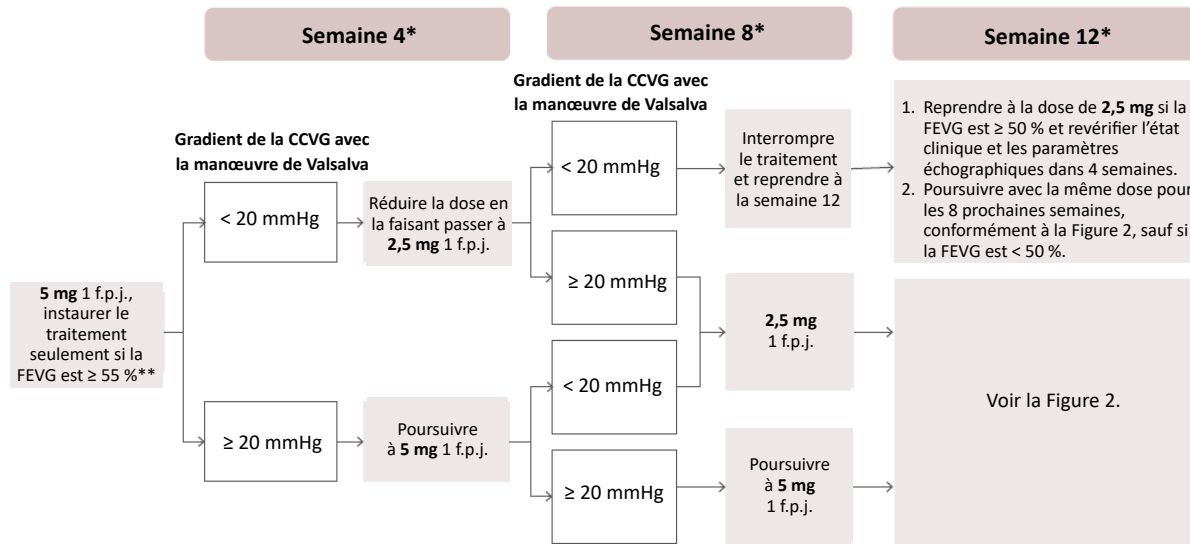 Semaine 4*
Semaine 8*
Semaine 12*
Gradient de la CCVG avec
la manœuvre de Valsalva
Gradient de la CCVG avec
la manœuvre de Valsalva
5 mg 1 f.p.j.,
instaurer le
traitement
seulement si la
FEVG est ≥ 55 %**
< 20 mmHg
Réduire la dose en
la faisant passer à
2,5 mg 1 f.p.j.
≥ 20 mmHg
Poursuivre
à 5 mg 1 f.p.j.
< 20 mmHg
Interrompre
le traitement
et reprendre à
la semaine 12
≥ 20 mmHg
< 20 mmHg
2,5 mg
1 f.p.j.
≥ 20 mmHg
Poursuivre
à 5 mg
1 f.p.j.
1. Reprendre à la dose de 2,5 mg si la
FEVG est ≥ 50 % et revérifier l’état
clinique et les paramètres
échographiques dans 4 semaines.
2. Poursuivre avec la même dose pour
les 8 prochaines semaines,
conformément à la Figure 2, sauf si
la FEVG est < 50 %.
Voir la Figure 2.